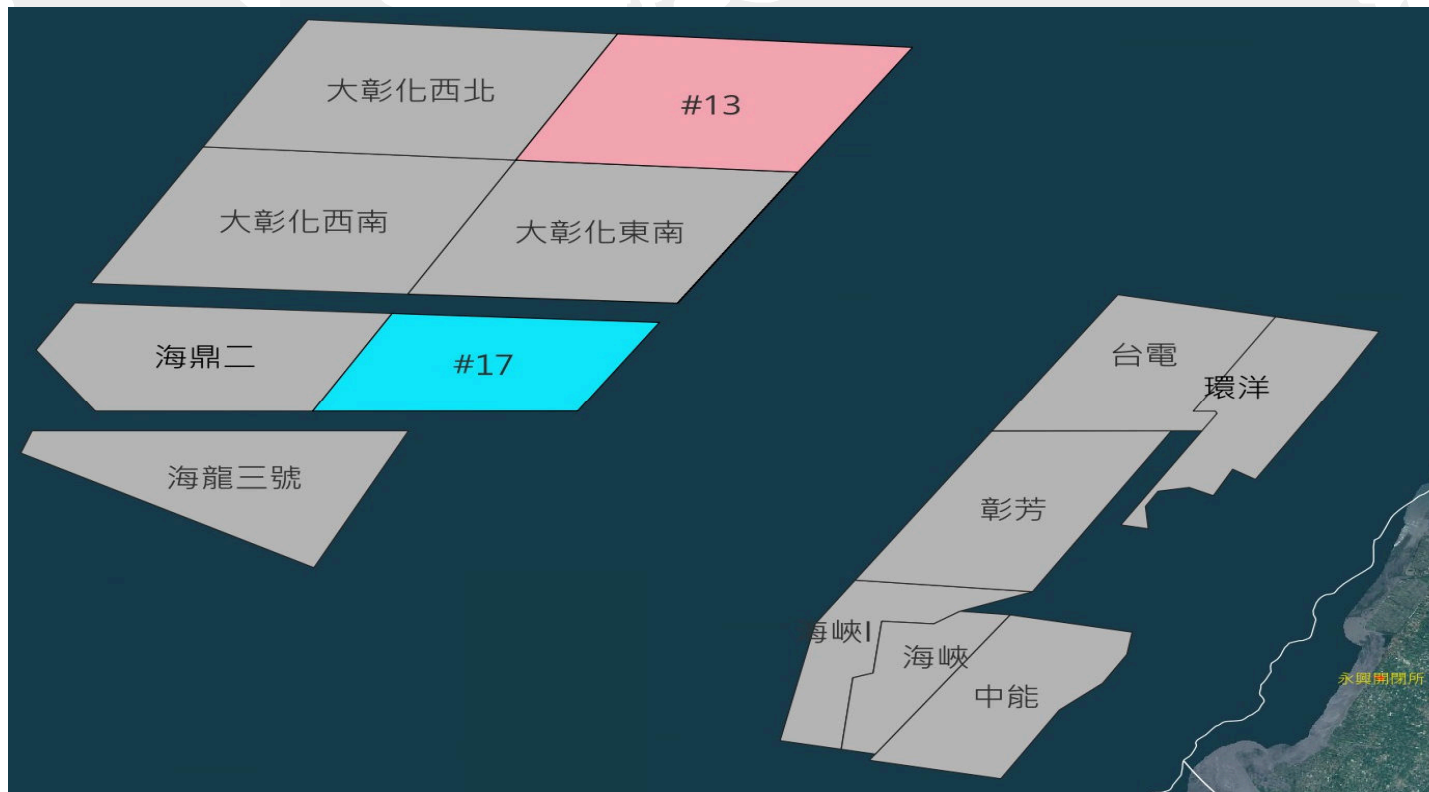 大彰化西北
#13
大彰化西南
大彰化東南
海鼎二
#17
海龍三號
台電
環洋
彰芳
海峽I
海峽
中能
永興開閉所